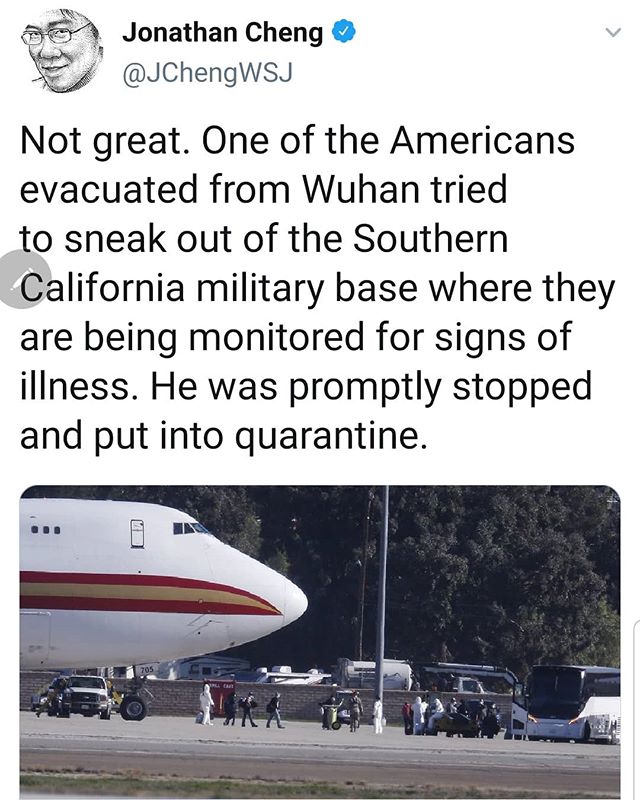 Jonathan Cheng
@JChengWSJ
Not great. One of the Americans
evacuated from Wuhan tried
to sneak out of the Southern
California military base where they
are being monitored for signs of
illness. He was promptly stopped
and put into quarantine.
705